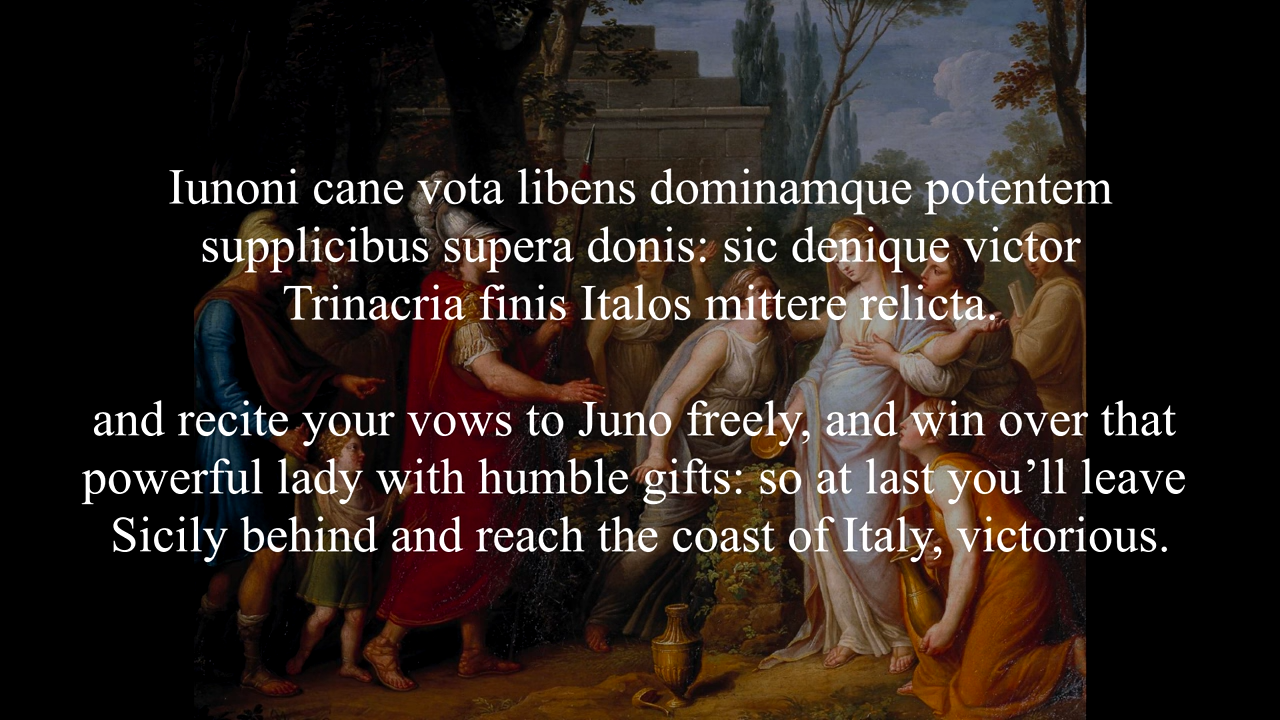 Iunoni cane vota libens dominamque potentem
supplicibus supera donis: sic denique victor
Trinacria finis Italos mittere relicta.
and recite your vows to Juno freely, and win over that
powerful lady with humble gifts: so at last you’ll leave
Sicily behind and reach the coast of Italy, victorious.